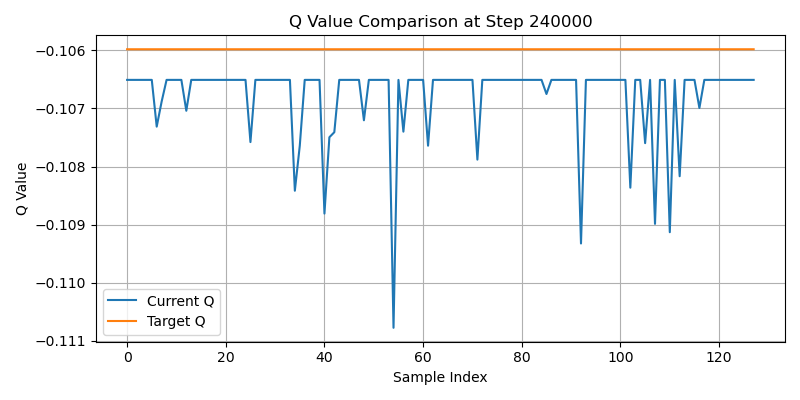 Q Value Comparison at Step 240000
−0.106
−0.107
−0.108
−0.109
−0.110
−0.111
Q Value
Current Q
Target Q
0 20 40 60 80 100 120
Sample Index